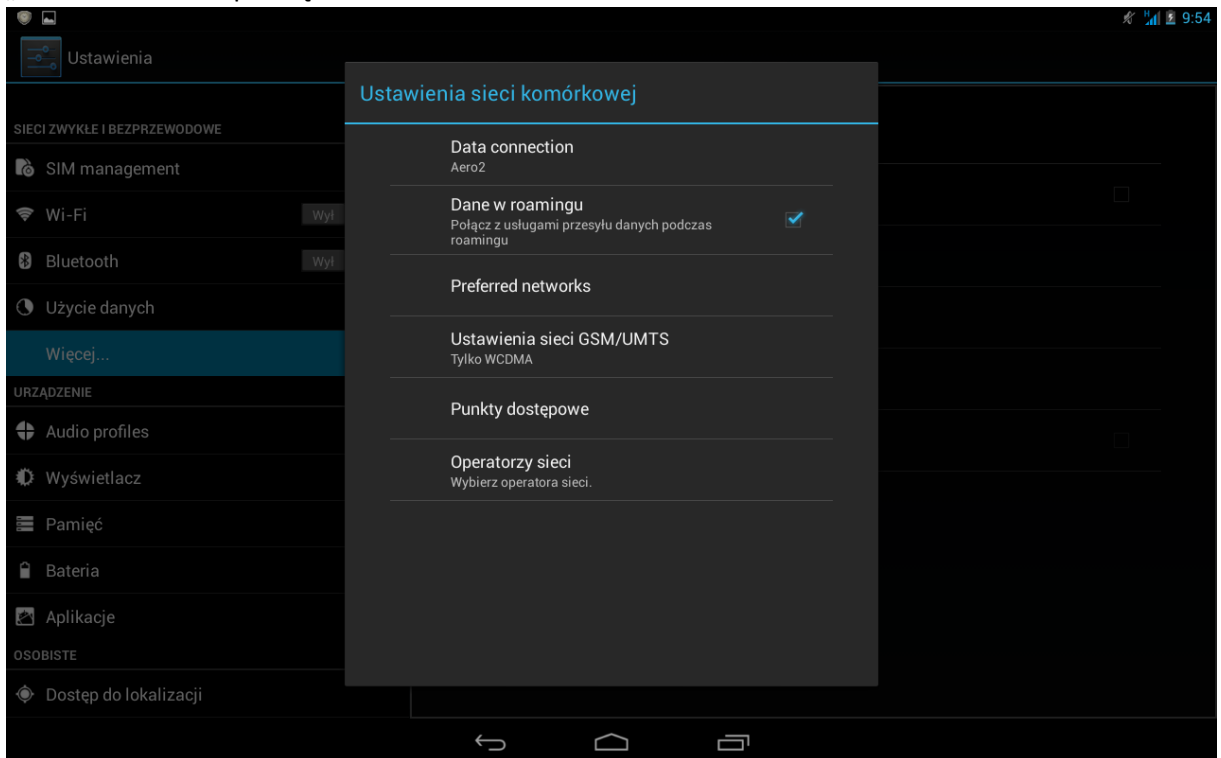 9:54
Ustawienia
SIECI ZWYKŁE I BEZPRZEWODOWE
SIM management
Wi-Fi
Wył
Bluetooth
Wył
Użycie danych
Więcej...
URZĄDZENIE
Audio profiles
Wyświetlacz
Pamięć
Bateria
Aplikacje
OSOBISTE
Dostęp do lokalizacji
Ustawienia sieci komórkowej
Data connection
Aero2
Dane w roamingu
Połącz z usługami przesyłu danych podczas
roamingu
Preferred networks
Ustawienia sieci GSM/UMTS
Tylko WCDMA
Punkty dostępowe
Operatorzy sieci
Wybierz operatora sieci.